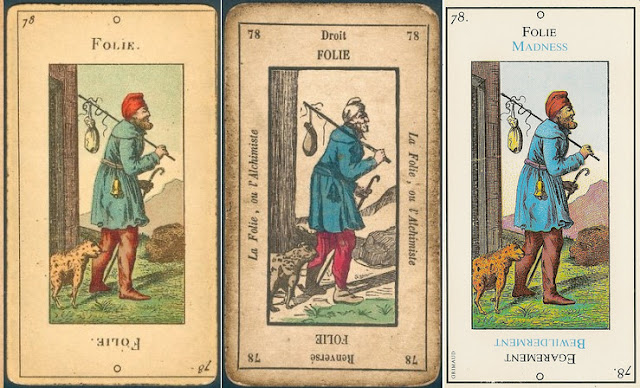 78
FOLIE.
FOLIE.
78
78 Droit 78
FOLIE
La Folie, ou l'Alchimiste
La Folie, ou l'Alchimiste
FOLIE
78 Renversé 78
78.
FOLIE
MADNESS
BEWILDERMENT
EGAREMENT
GRIMAUD
78.